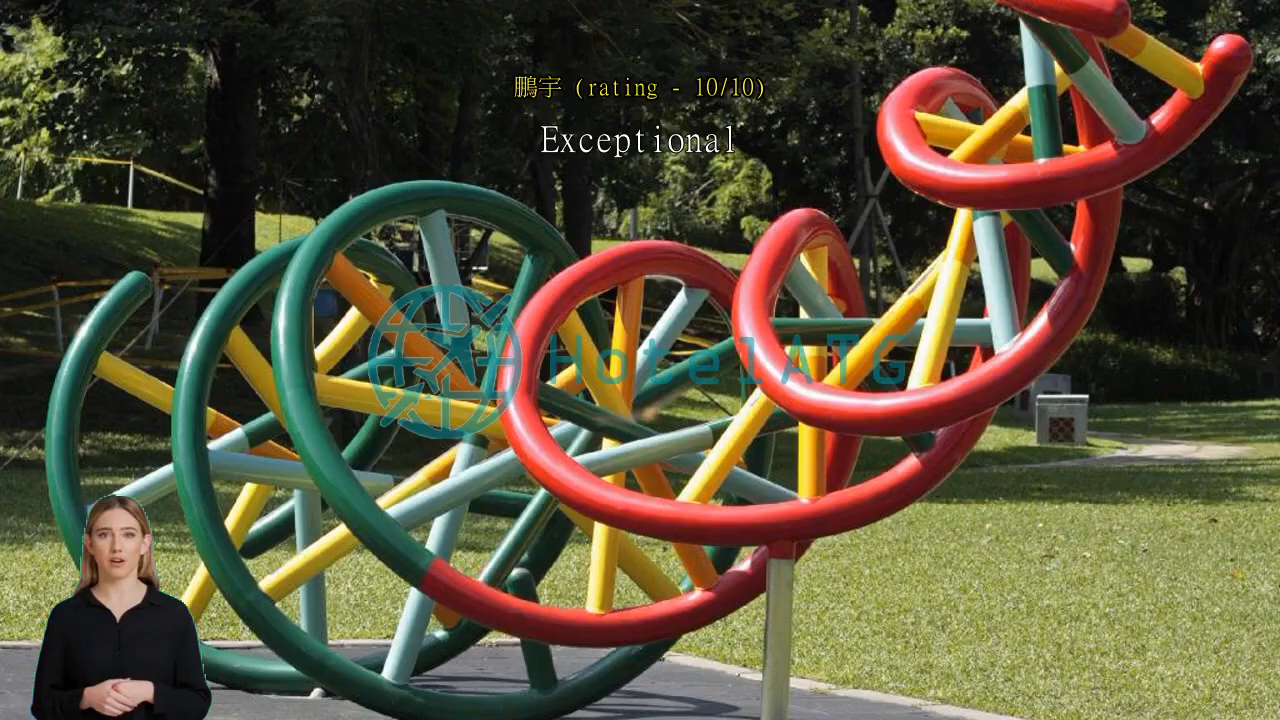 鵬宇 (rating - 10/10)
Exceptional
HotelATG